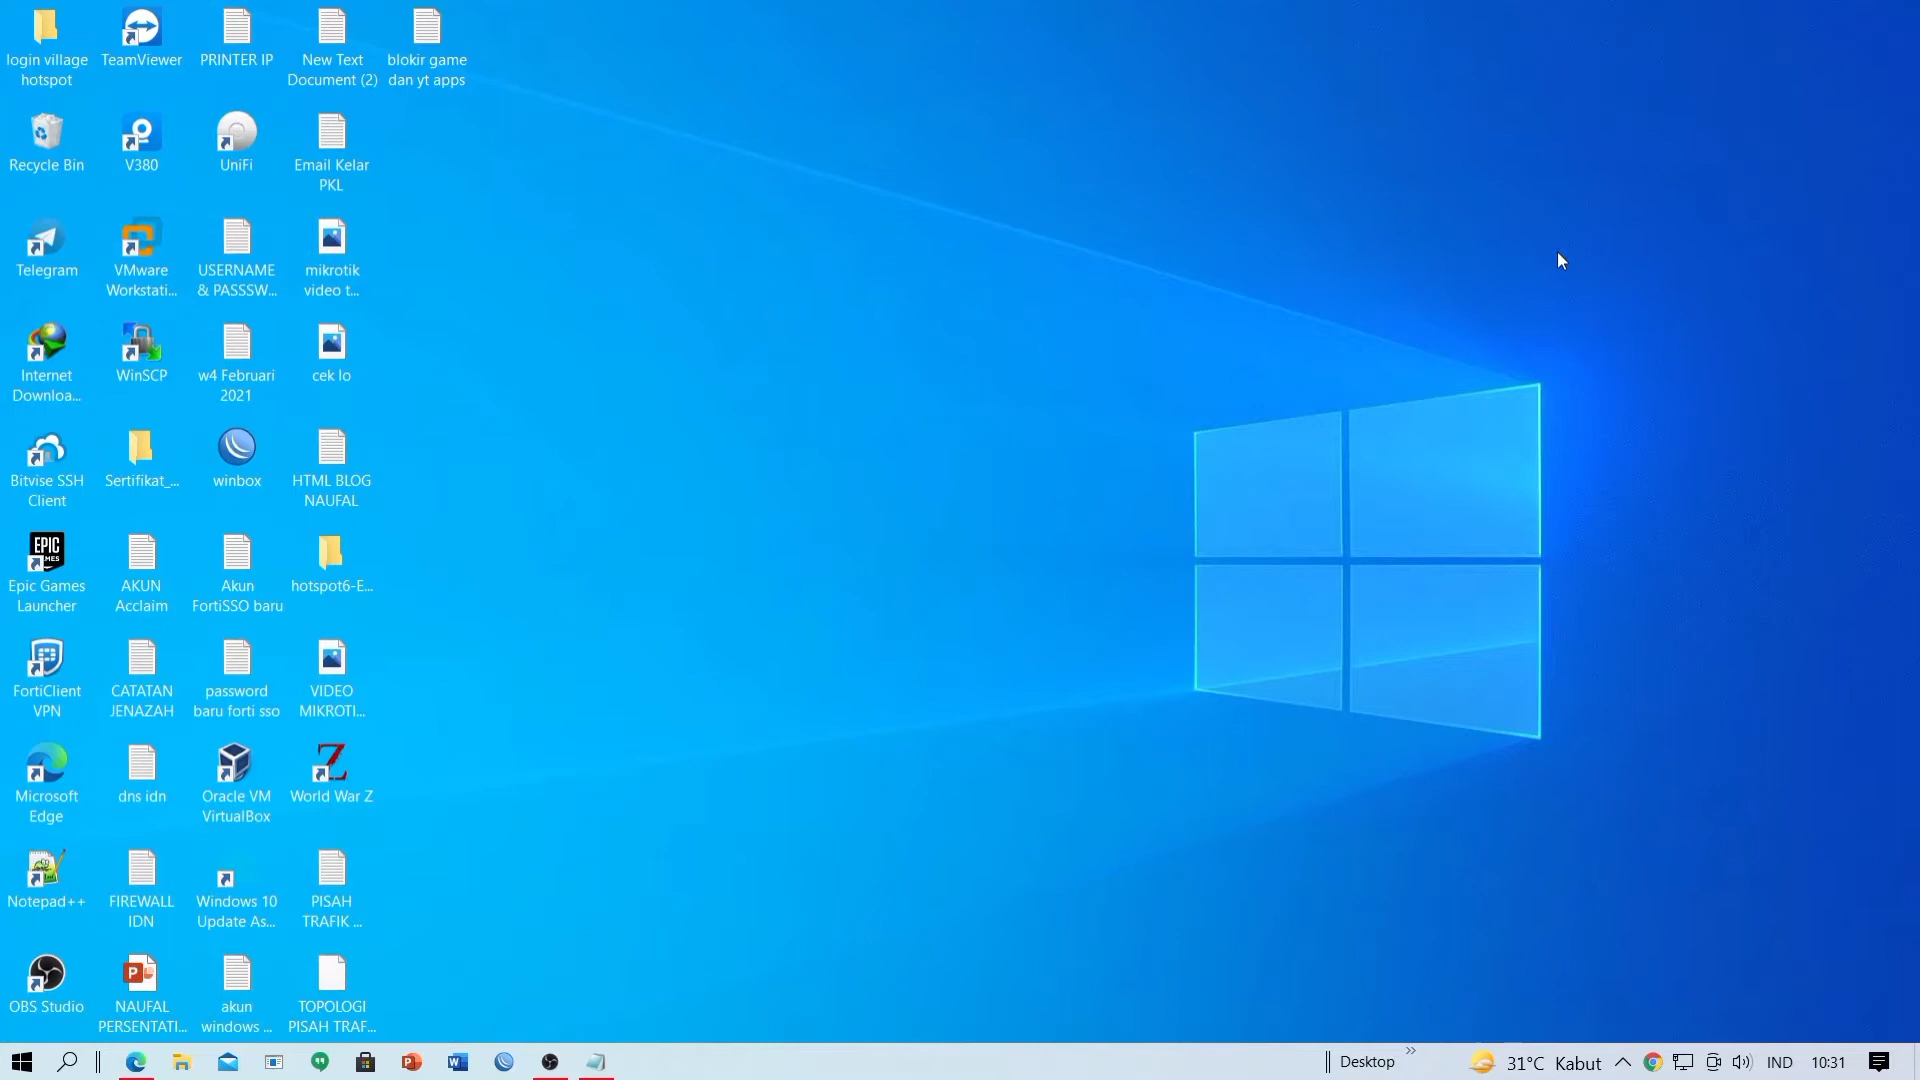 login village
hotspot
TeamViewer
PRINTER IP
New Text
Document (2)
blokir game
dan yt apps
Recycle Bin
V380
UniFi
Email Kelar
PKL
Telegram
VMware
Workstati...
USERNAME
& PASSSW...
mikrotik
video t...
Internet
Downloa...
WinSCP
w4 Februari
2021
cek lo
Bitvise SSH
Client
Sertifikat_...
winbox
HTML BLOG
NAUFAL
EPIC
GAMES
Epic Games
Launcher
AKUN
Acclaim
Akun
FortiSSO baru
hotspot6-E...
FortiClient
VPN
CATATAN
JENAZAH
password
baru forti sso
VIDEO
MIKROTI...
Microsoft
Edge
dns idn
Oracle VM
VirtualBox
Z
World War Z
Notepad++
FIREWALL
IDN
Windows 10
Update As...
PISAH
TRAFIK ...
OBS Studio
P
NAUFAL
PERSENTATI...
akun
windows ...
TOPOLOGI
PISAH TRAF...
P
W
Desktop
31°C Kabut
IND
10:31